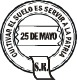 CULTIVAR EL SUELO ES SERVIR A LA PATRIA
25 DE MAYO
S.R.